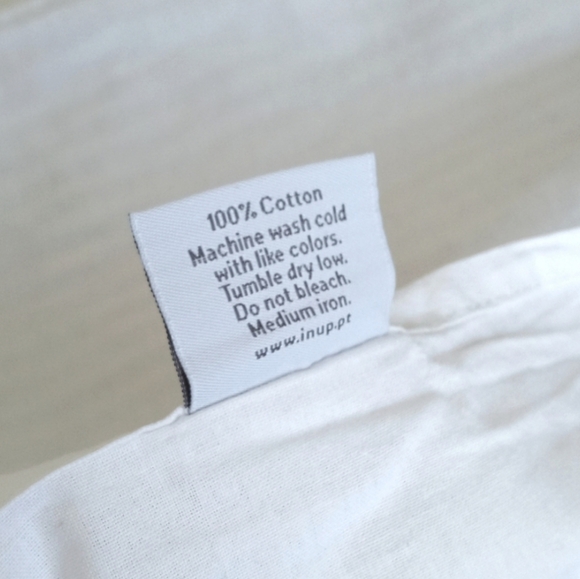 100% Cotton
Machine wash cold
with like colors.
Tumble dry low.
Do not bleach.
Medium iron.
www.inup.pt